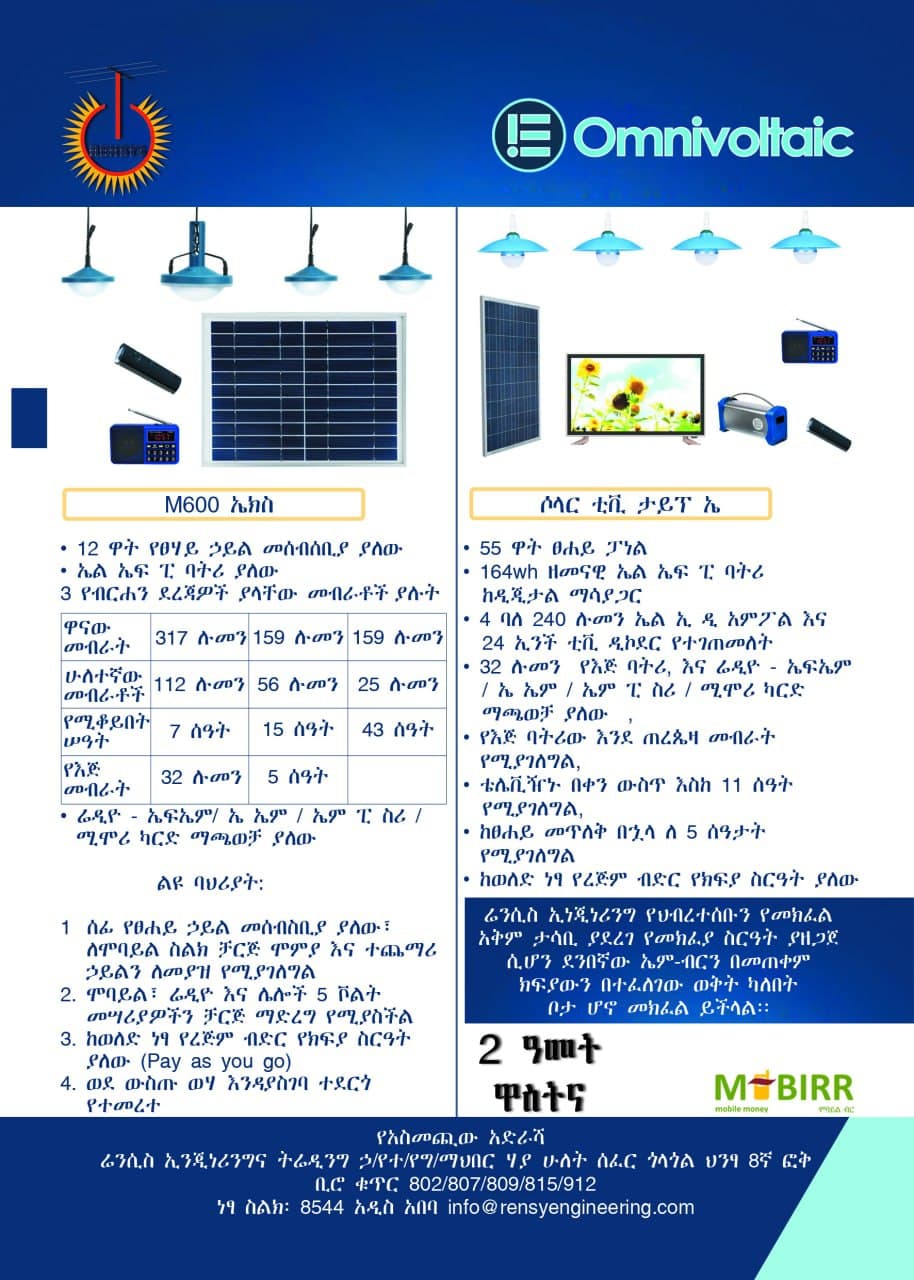 Omnivoltaic
M600 ኤክስ
• 12 ዋት የፀሃይ ኃይል መሰብሰቢያ ያለው
• ኤል ኤፍ ፒ ባትሪ ያለው
3 የብርሐን ደረጃዎች ያላቸው መብራቶች ያሉት
ዋናው መብራት 317 ሉመን 159 ሉመን 159 ሉመን
ሁለተኛው መብራቶች 112 ሉመን 56 ሉመን 25 ሉመን
የሚቆይበት ሠዓት 7 ሰዓት 15 ሰዓት 43 ሰዓት
የእጅ መብራት 32 ሉመን 5 ሰዓት
• ሬዲዮ - ኤፍኤም/ ኤ ኤም / ኤም ፒ ስሪ /
ሚሞሪ ካርድ ማጫወቻ ያለው
ልዩ ባህሪያት:
1 ሰፊ የፀሐይ ኃይል መሰብስቢያ ያለው፣
ለሞባይል ስልክ ቻርጅ ሞምያ እና ተጨማሪ
ኃይልን ለመያዝ የሚያገለግል
2. ሞባይል፣ ሬዲዮ እና ሌሎች 5 ቮልት
መሣሪያዎችን ቻርጅ ማድረግ የሚያስችል
3. ከወለድ ነፃ የረጅም ብድር የክፍያ ስርዓት
ያለው (Pay as you go)
4. ወደ ውስጡ ወሃ እንዳያስገባ ተደርጎ
የተመረተ
ሶላር ቲቪ ታይፕ ኤ
• 55 ዋት ፀሐይ ፓነል
• 164wh ዘመናዊ ኤል ኤፍ ፒ ባትሪ
ከዲጂታል ማሳያጋር
• 4 ባለ 240 ሉመን ኤል ኢ ዲ አምፖል እና
24 ኢንች ቲቪ ዲኮደር የተገጠመለት
• 32 ሉመን የእጅ ባትሪ, እና ሬዲዮ - ኤፍኤም
/ ኤ ኤም / ኤም ፒ ስሪ / ሚሞሪ ካርድ
ማጫወቻ ያለው ,
• የእጅ ባትሪው እንደ ጠረጴዛ መብራት
የሚያገለግል,
• ቴሌቪዥኑ በቀን ውስጥ እስከ 11 ሰዓት
የሚያገለግል,
• ከፀሐይ መጥለቅ በኋላ ለ 5 ሰዓታት
የሚያገለግል
• ከወለድ ነፃ የረጅም ብድር የክፍያ ስርዓት ያለው
ሬንሲስ ኢነጂነሪንግ የህብረተሰቡን የመክፈል
አቅም ታሳቢ ያደረገ የመክፈያ ስርዓት ያዘጋጀ
ሲሆን ደንበኛው ኤም-ብርን በመጠቀም
ክፍያውን በተፈለገው ወቅት ካለበት
ቦታ ሆኖ መክፈል ይችላል፡፡
2 ዓመት
ዋስትና
M BIRR
mobile money ሞባይል ብር
የአስመጪው አድራሻ
ሬንሲስ ኢንጂነሪንግና ትሬዲንግ ኃ/የተ/የግ/ማህበር ሃያ ሁለት ሰፈር ጎላጎል ህንፃ 8ኛ ፎቅ
ቢሮ ቁጥር 802/807/809/815/912
ነፃ ስልክ፡ 8544 አዲስ አበባ info@rensyengineering.com